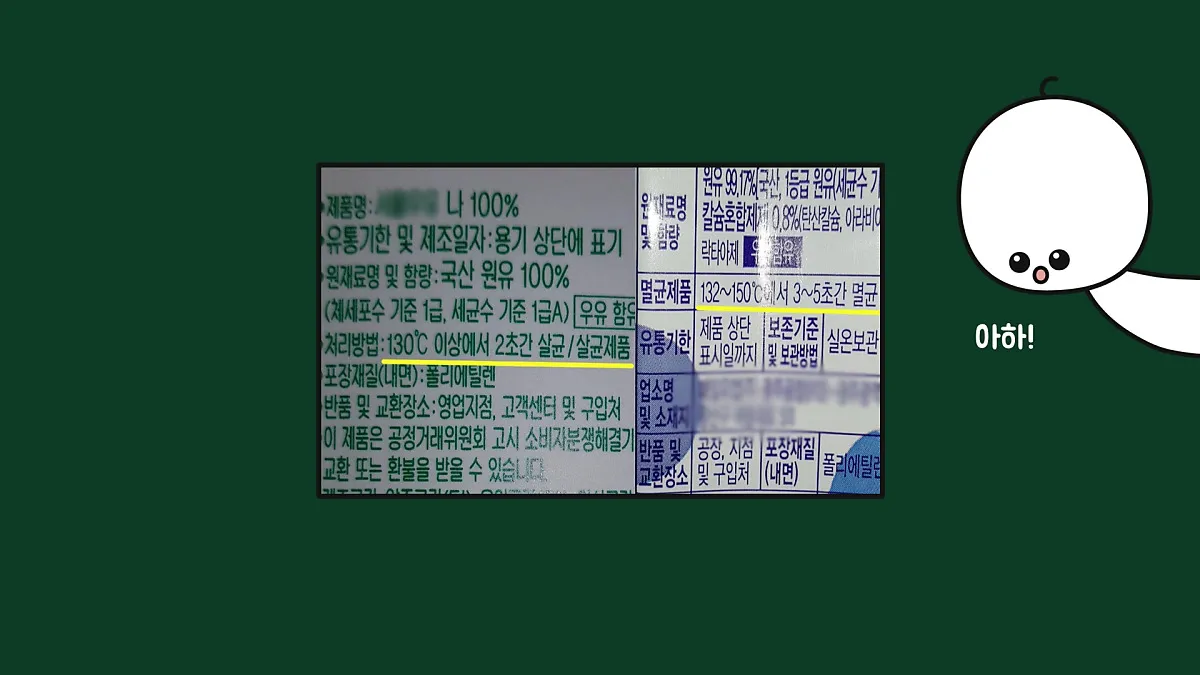 제품명: 나 100%
유통기한 및 제조일자:용기 상단에 표기
원재료명 및 함량:국산 원유 100%
(체세포수 기준 1급, 세균수 기준 1급A) 우유 함유
처리방법:130℃ 이상에서 2초간 살균/살균제품
포장재질(내면):폴리에틸렌
반품 및 교환장소:영업지점, 고객센터 및 구입처
이 제품은 공정거래위원회 고시 소비자분쟁해결기
교환 또는 환불을 받을 수 있습니다.
원재료명 및 함량
원유 99.17%(국산, 1등급 원유(세균수
칼슘혼합제제 0.8%(탄산칼슘, 아라비아
락타아제 우유 함유
멸균제품
132~150℃에서 3~5초간 멸균
유통기한
제품 상단
표시일까지
보존기준
및 보관방법
실온보관
업소명
및 소재지
반품 및
교환장소
공장, 지점
및 구입처
포장재질
(내면)
폴리에틸렌
아하!